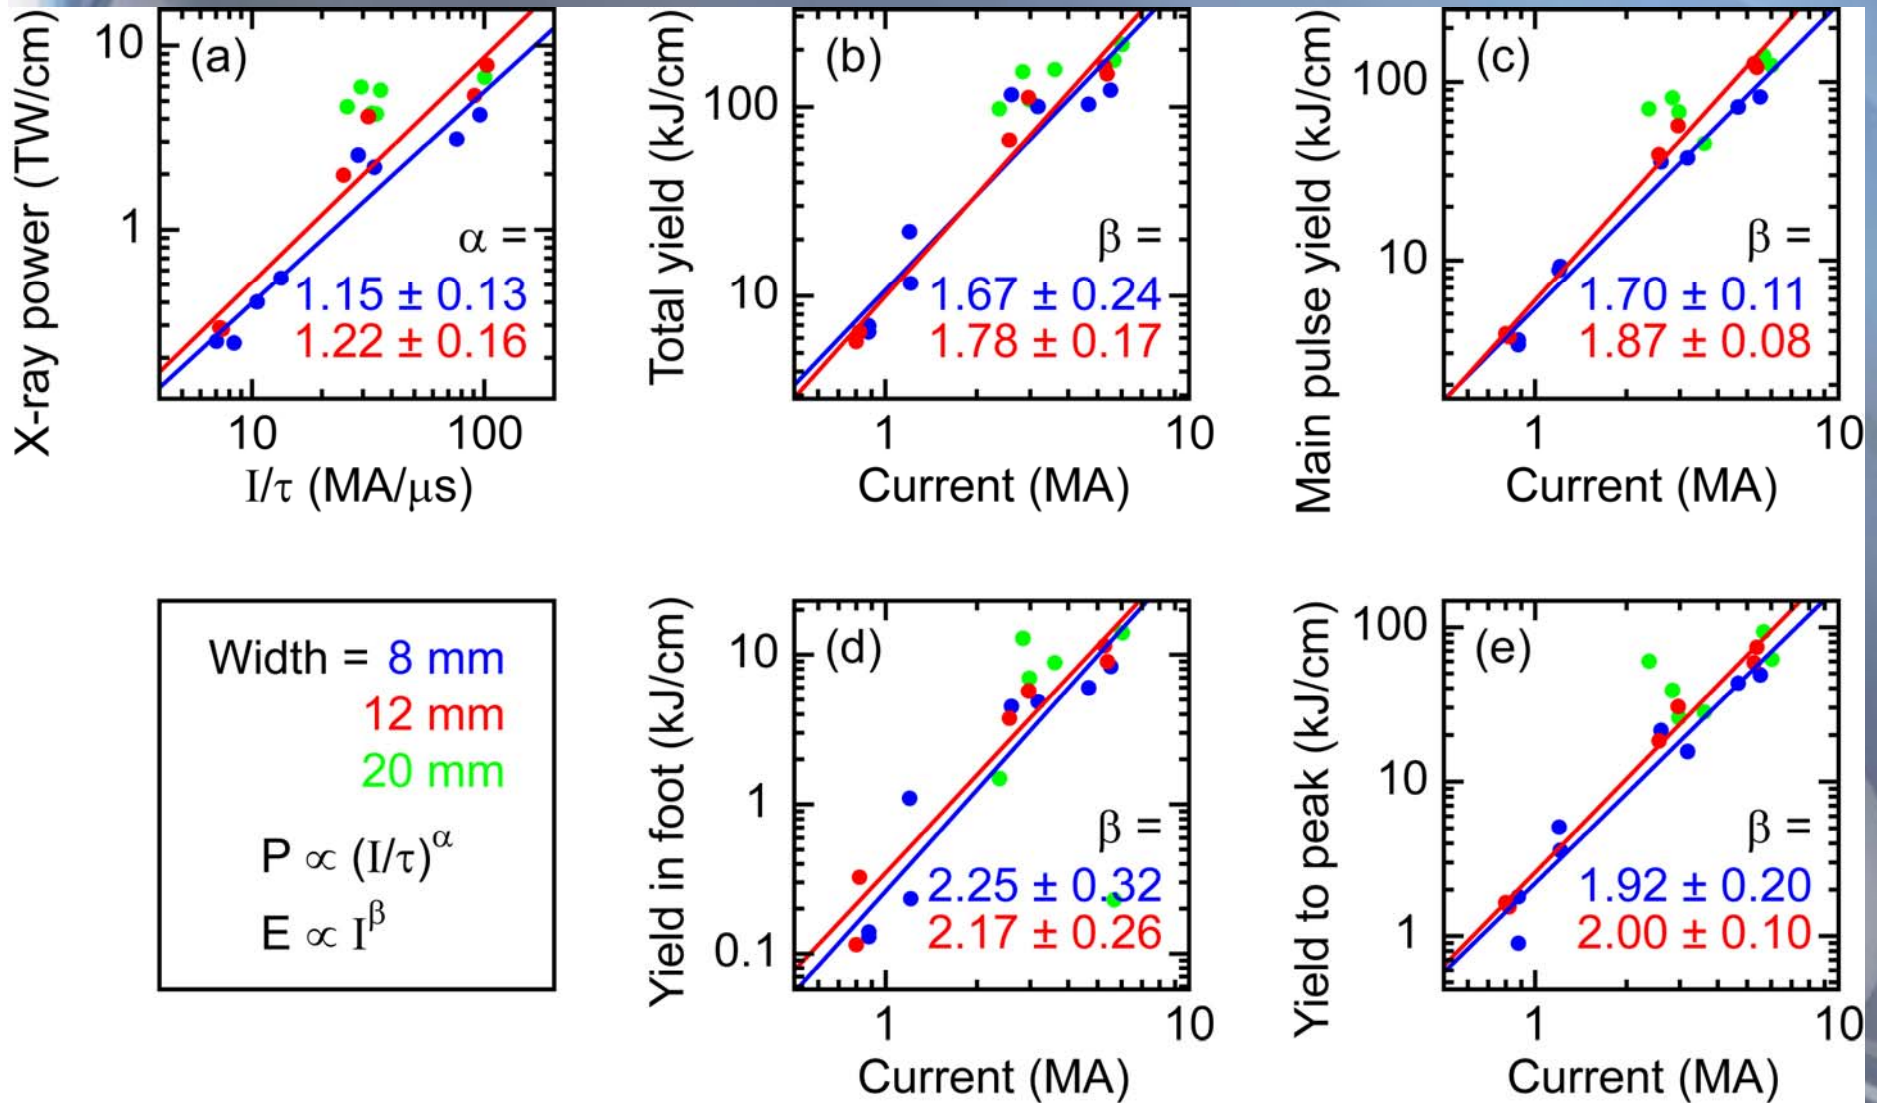 X-ray power (TW/cm)
10
1
(a)
α =
1.15 ± 0.13
1.22 ± 0.16
10
100
I/τ (MA/μs)
Total yield (kJ/cm)
100
10
(b)
β =
1.67 ± 0.24
1.78 ± 0.17
1
10
Current (MA)
Main pulse yield (kJ/cm)
100
10
(c)
β =
1.70 ± 0.11
1.87 ± 0.08
1
10
Current (MA)
Width = 8 mm
12 mm
20 mm
P ∝ (I/τ)^α
E ∝ I^β
Yield in foot (kJ/cm)
10
1
0.1
(d)
β =
2.25 ± 0.32
2.17 ± 0.26
1
10
Current (MA)
Yield to peak (kJ/cm)
100
10
1
(e)
β =
1.92 ± 0.20
2.00 ± 0.10
1
10
Current (MA)